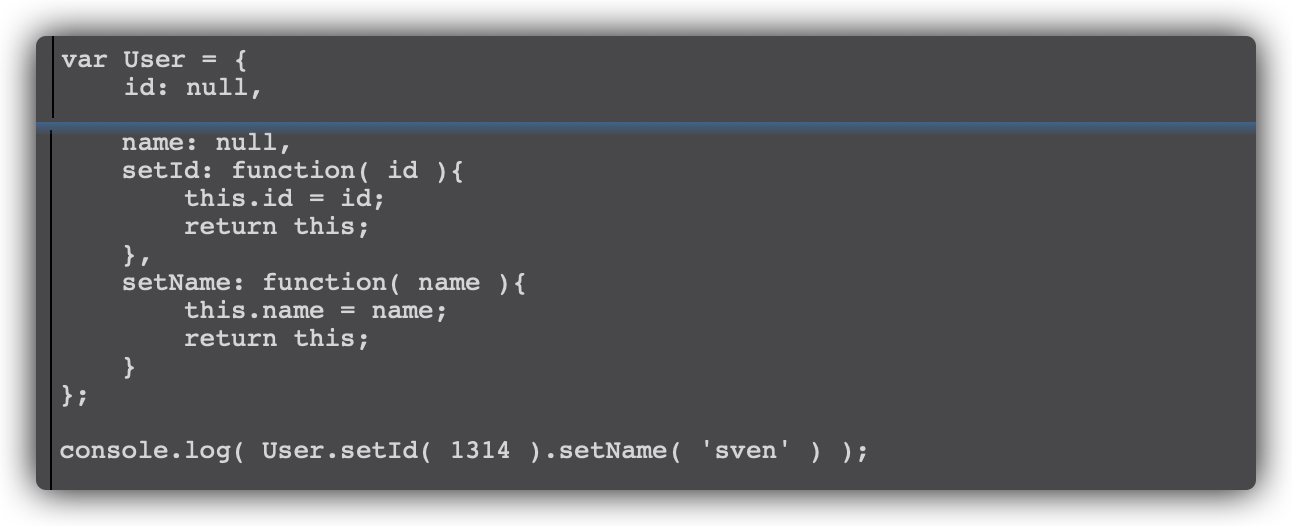 var User = {
    id: null,
    name: null,
    setId: function( id ){
        this.id = id;
        return this;
    },
    setName: function( name ){
        this.name = name;
        return this;
    }
};
console.log( User.setId( 1314 ).setName( 'sven' ) );